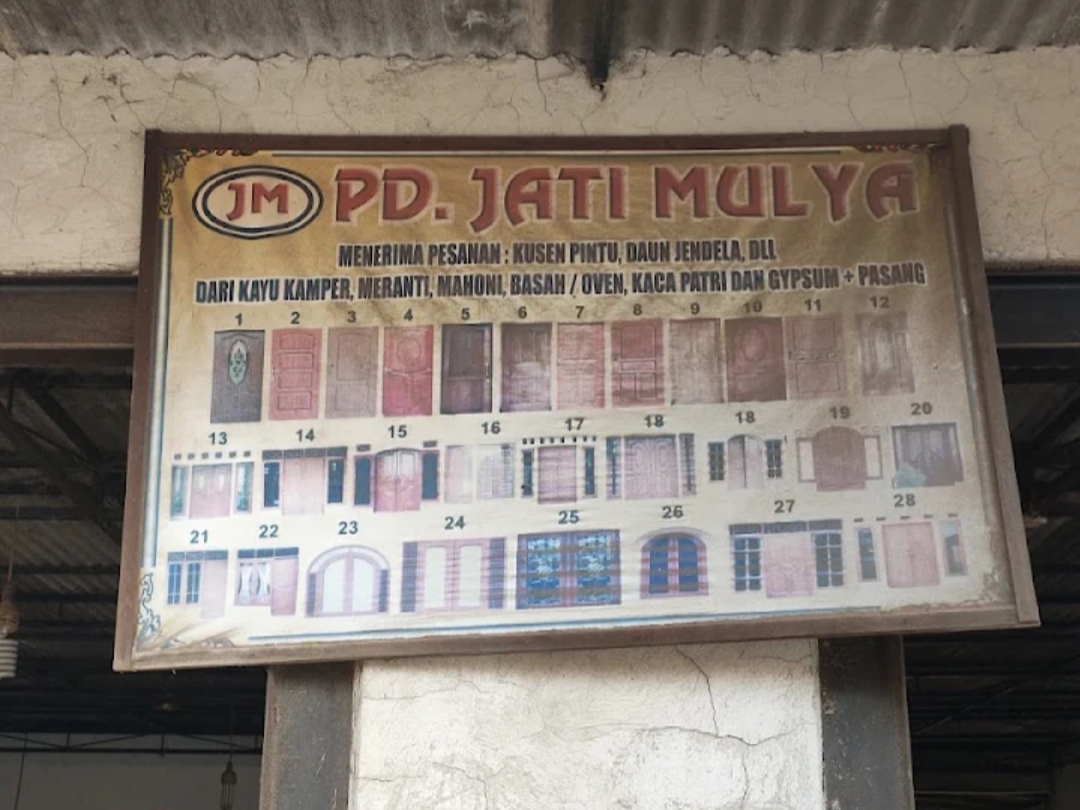 JM PD. JATI MULYA
MENERIMA PESANAN : KUSEN PINTU, DAUN JENDELA, DLL
DARI KAYU KAMPER, MERANTI, MAHONI, BASAH / OVEN, KACA PATRI DAN GYPSUM + PASANG
1 2 3 4 5 6 7 8 9 10 11 12
13 14 15 16 17 18 18 19 20
21 22 23 24 25 26 27 28